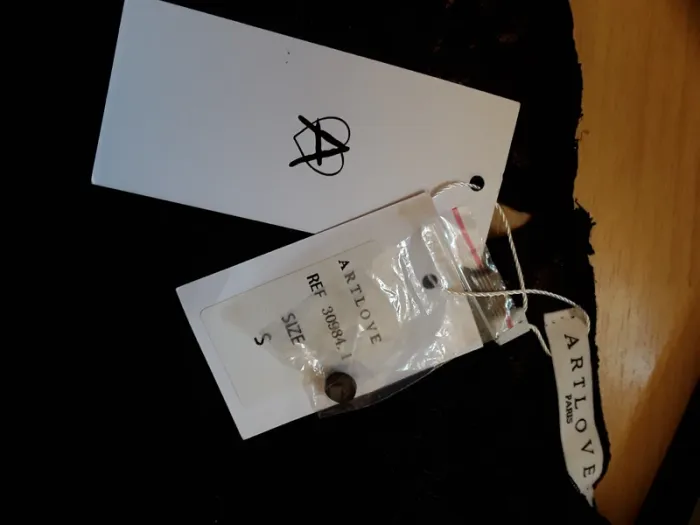 ARTLOVE
REF 30984.1
SIZE
S
ARTLOVE
PARIS